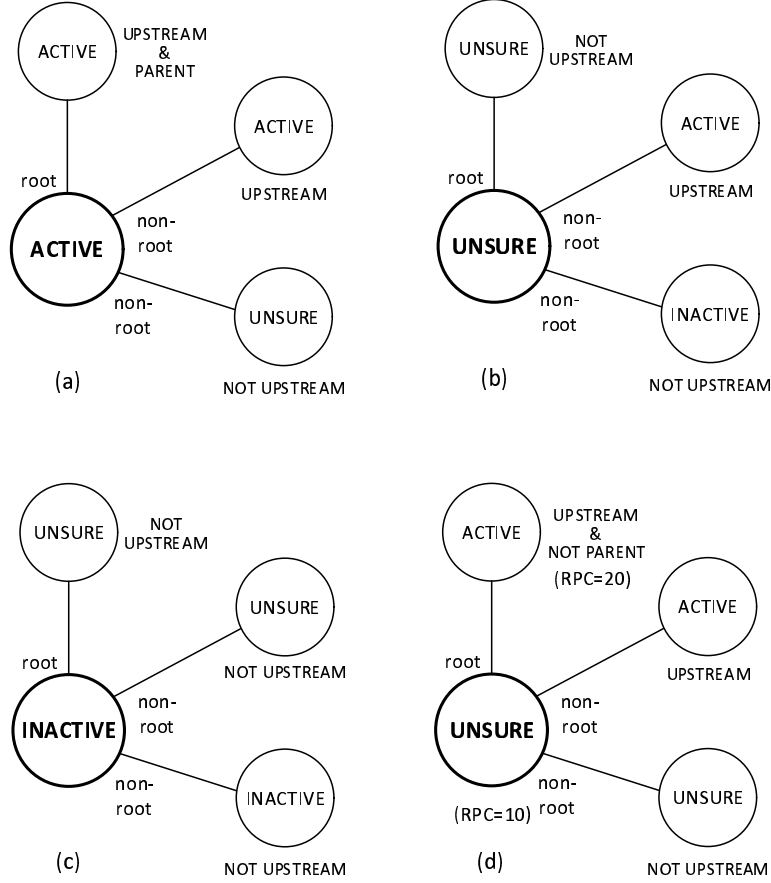 ACTIVE
UPSTREAM
&
PARENT
ACTIVE
UPSTREAM
root
non-
root
ACTIVE
non-
root
UNSURE
NOT UPSTREAM
(a)
UNSURE
NOT
UPSTREAM
ACTIVE
UPSTREAM
root
non-
root
UNSURE
non-
root
INACTIVE
NOT UPSTREAM
(b)
UNSURE
NOT
UPSTREAM
UNSURE
NOT UPSTREAM
root
non-
root
INACTIVE
non-
root
INACTIVE
NOT UPSTREAM
(c)
ACTIVE
UPSTREAM
&
NOT PARENT
(RPC=20)
ACTIVE
UPSTREAM
root
non-
root
UNSURE
non-
root
(RPC=10)
UNSURE
NOT UPSTREAM
(d)